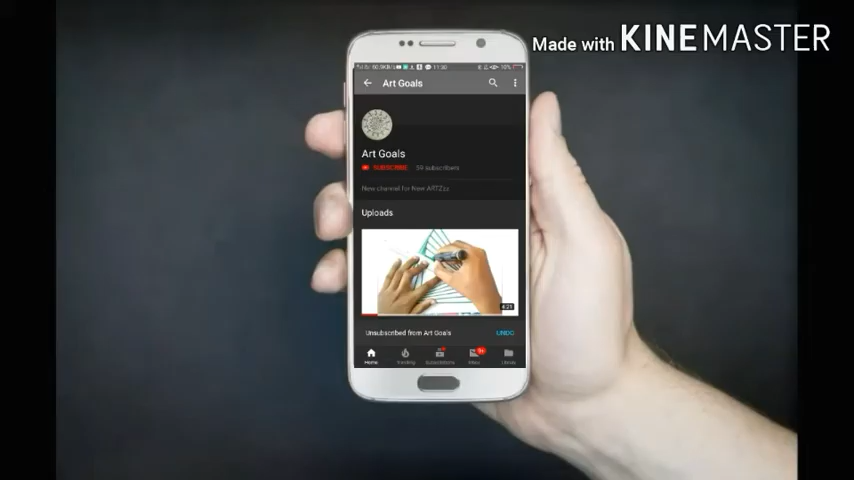 Made with KINEMASTER
Art Goals
Art Goals
SUBSCRIBE 59 subscribers
New channel for New ARTZzz
Uploads
4:21
Unsubscribed from Art Goals UNDO
Home Trending Subscriptions Library